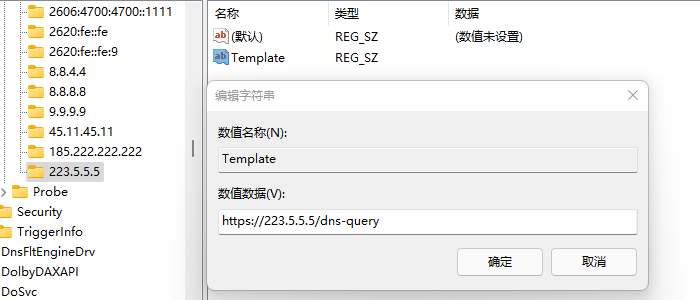 2606:4700:4700::1111
2620:fe::fe
2620:fe::fe:9
8.8.4.4
8.8.8.8
9.9.9.9
45.11.45.11
185.222.222.222
223.5.5.5
Probe
Security
TriggerInfo
DnsFltEngineDrv
DolbyDAXAPI
DoSvc
名称 类型 数据
ab (默认) REG_SZ (数值未设置)
ab Template REG_SZ
编辑字符串
数值名称(N):
Template
数值数据(V):
https://223.5.5.5/dns-query
确定 取消